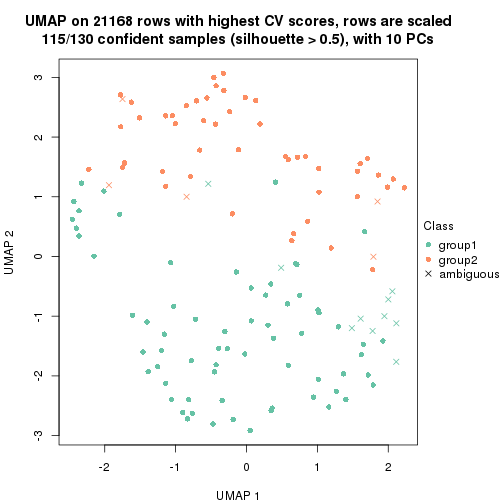 UMAP on 21168 rows with highest CV scores, rows are scaled
115/130 confident samples (silhouette > 0.5), with 10 PCs
3
2
1
0
-1
-2
-3
UMAP 2
-2
-1
0
1
2
UMAP 1
Class
group1
group2
ambiguous